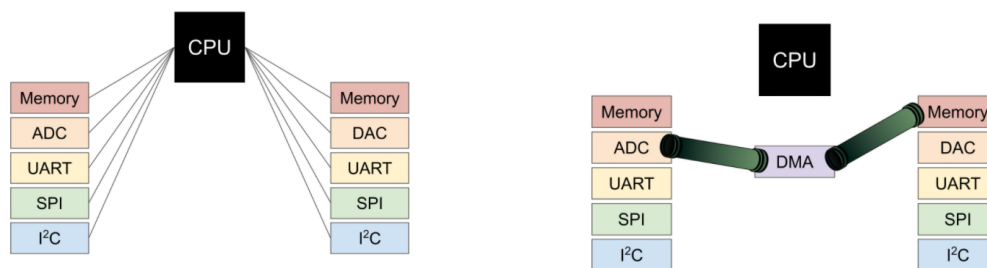 CPU
Memory
ADC
UART
SPI
I²C
Memory
DAC
UART
SPI
I²C
CPU
Memory
ADC
UART
SPI
I²C
DMA
Memory
DAC
UART
SPI
I²C